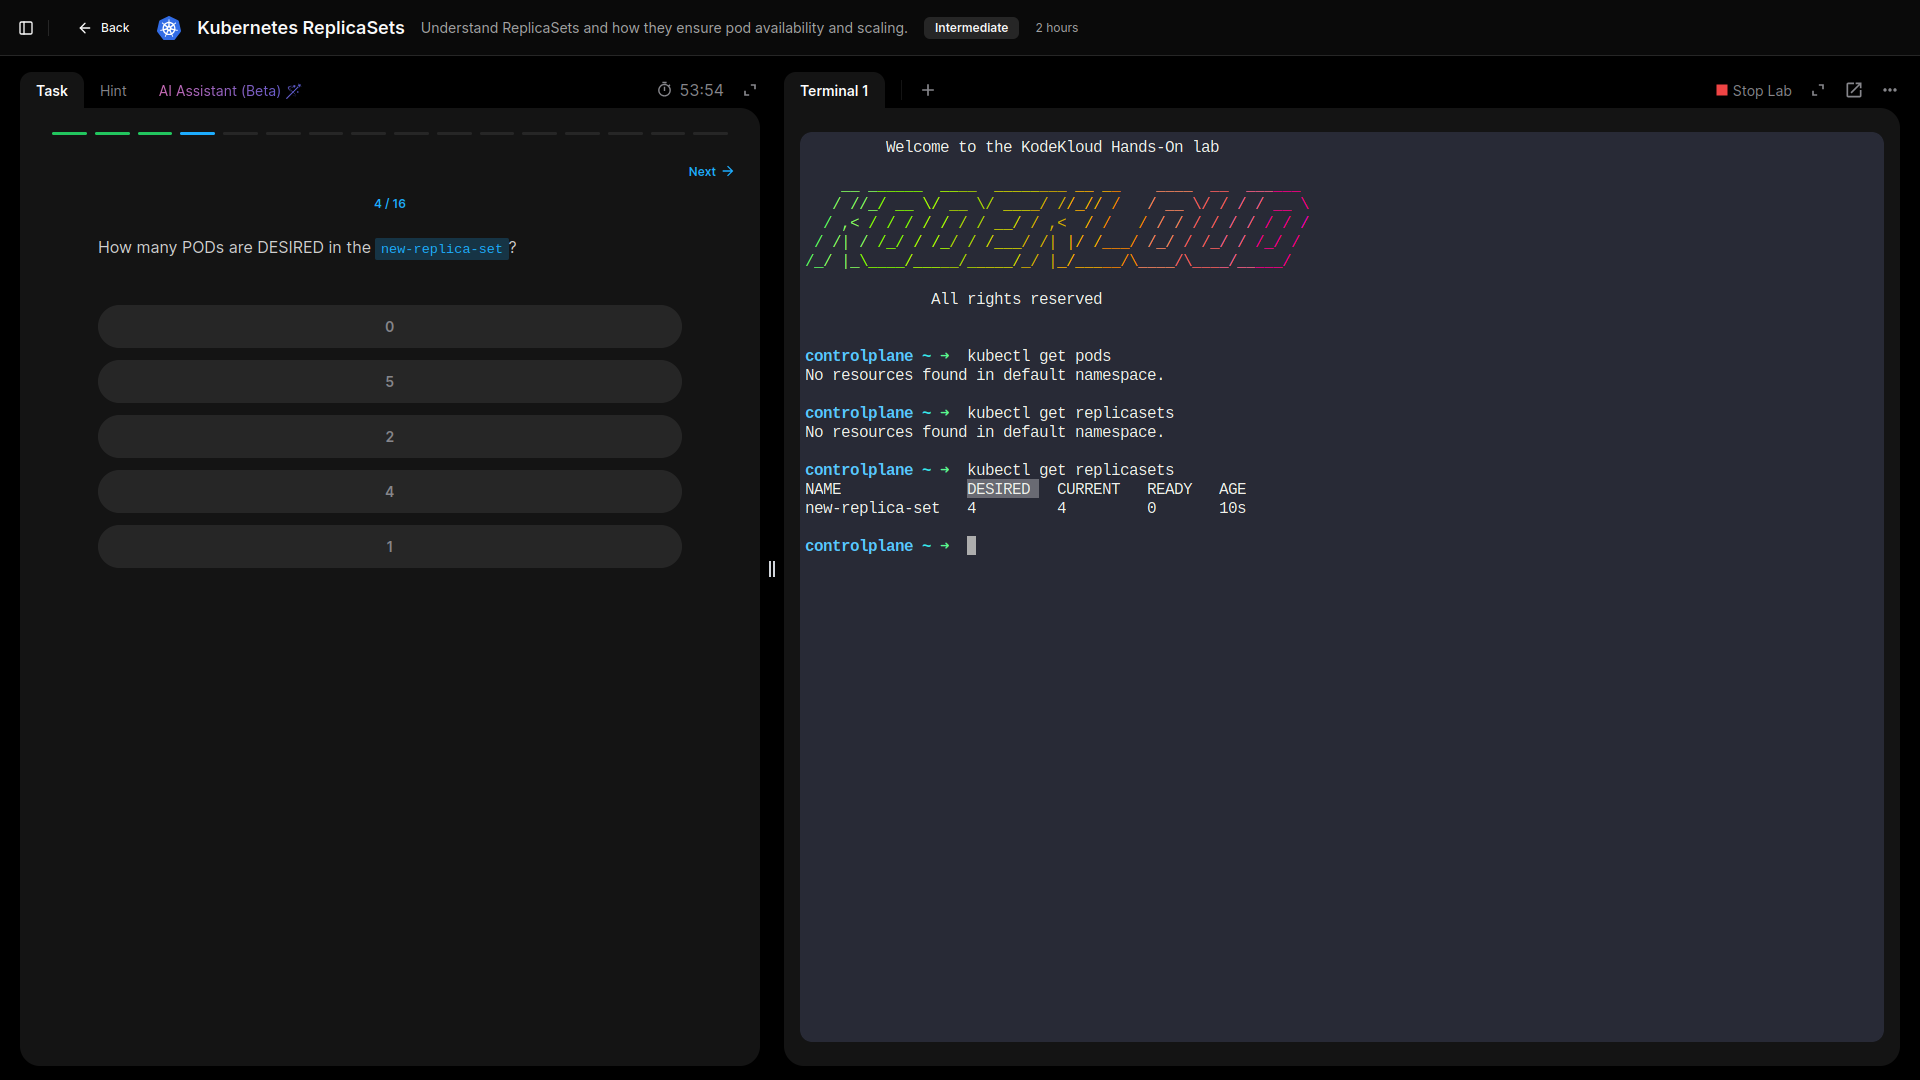 Back
Kubernetes ReplicaSets
Understand ReplicaSets and how they ensure pod availability and scaling.
Intermediate
2 hours
Task
Hint
AI Assistant (Beta)
53:54
Next
4 / 16
How many PODs are DESIRED in the new-replica-set?
0
5
2
4
1
Terminal 1
Stop Lab
Welcome to the KodeKloud Hands-On lab
KODEKLOUD
All rights reserved
controlplane ~ ➜  kubectl get pods
No resources found in default namespace.
controlplane ~ ➜  kubectl get replicasets
No resources found in default namespace.
controlplane ~ ➜  kubectl get replicasets
NAME              DESIRED   CURRENT   READY   AGE
new-replica-set   4         4         0       10s
controlplane ~ ➜